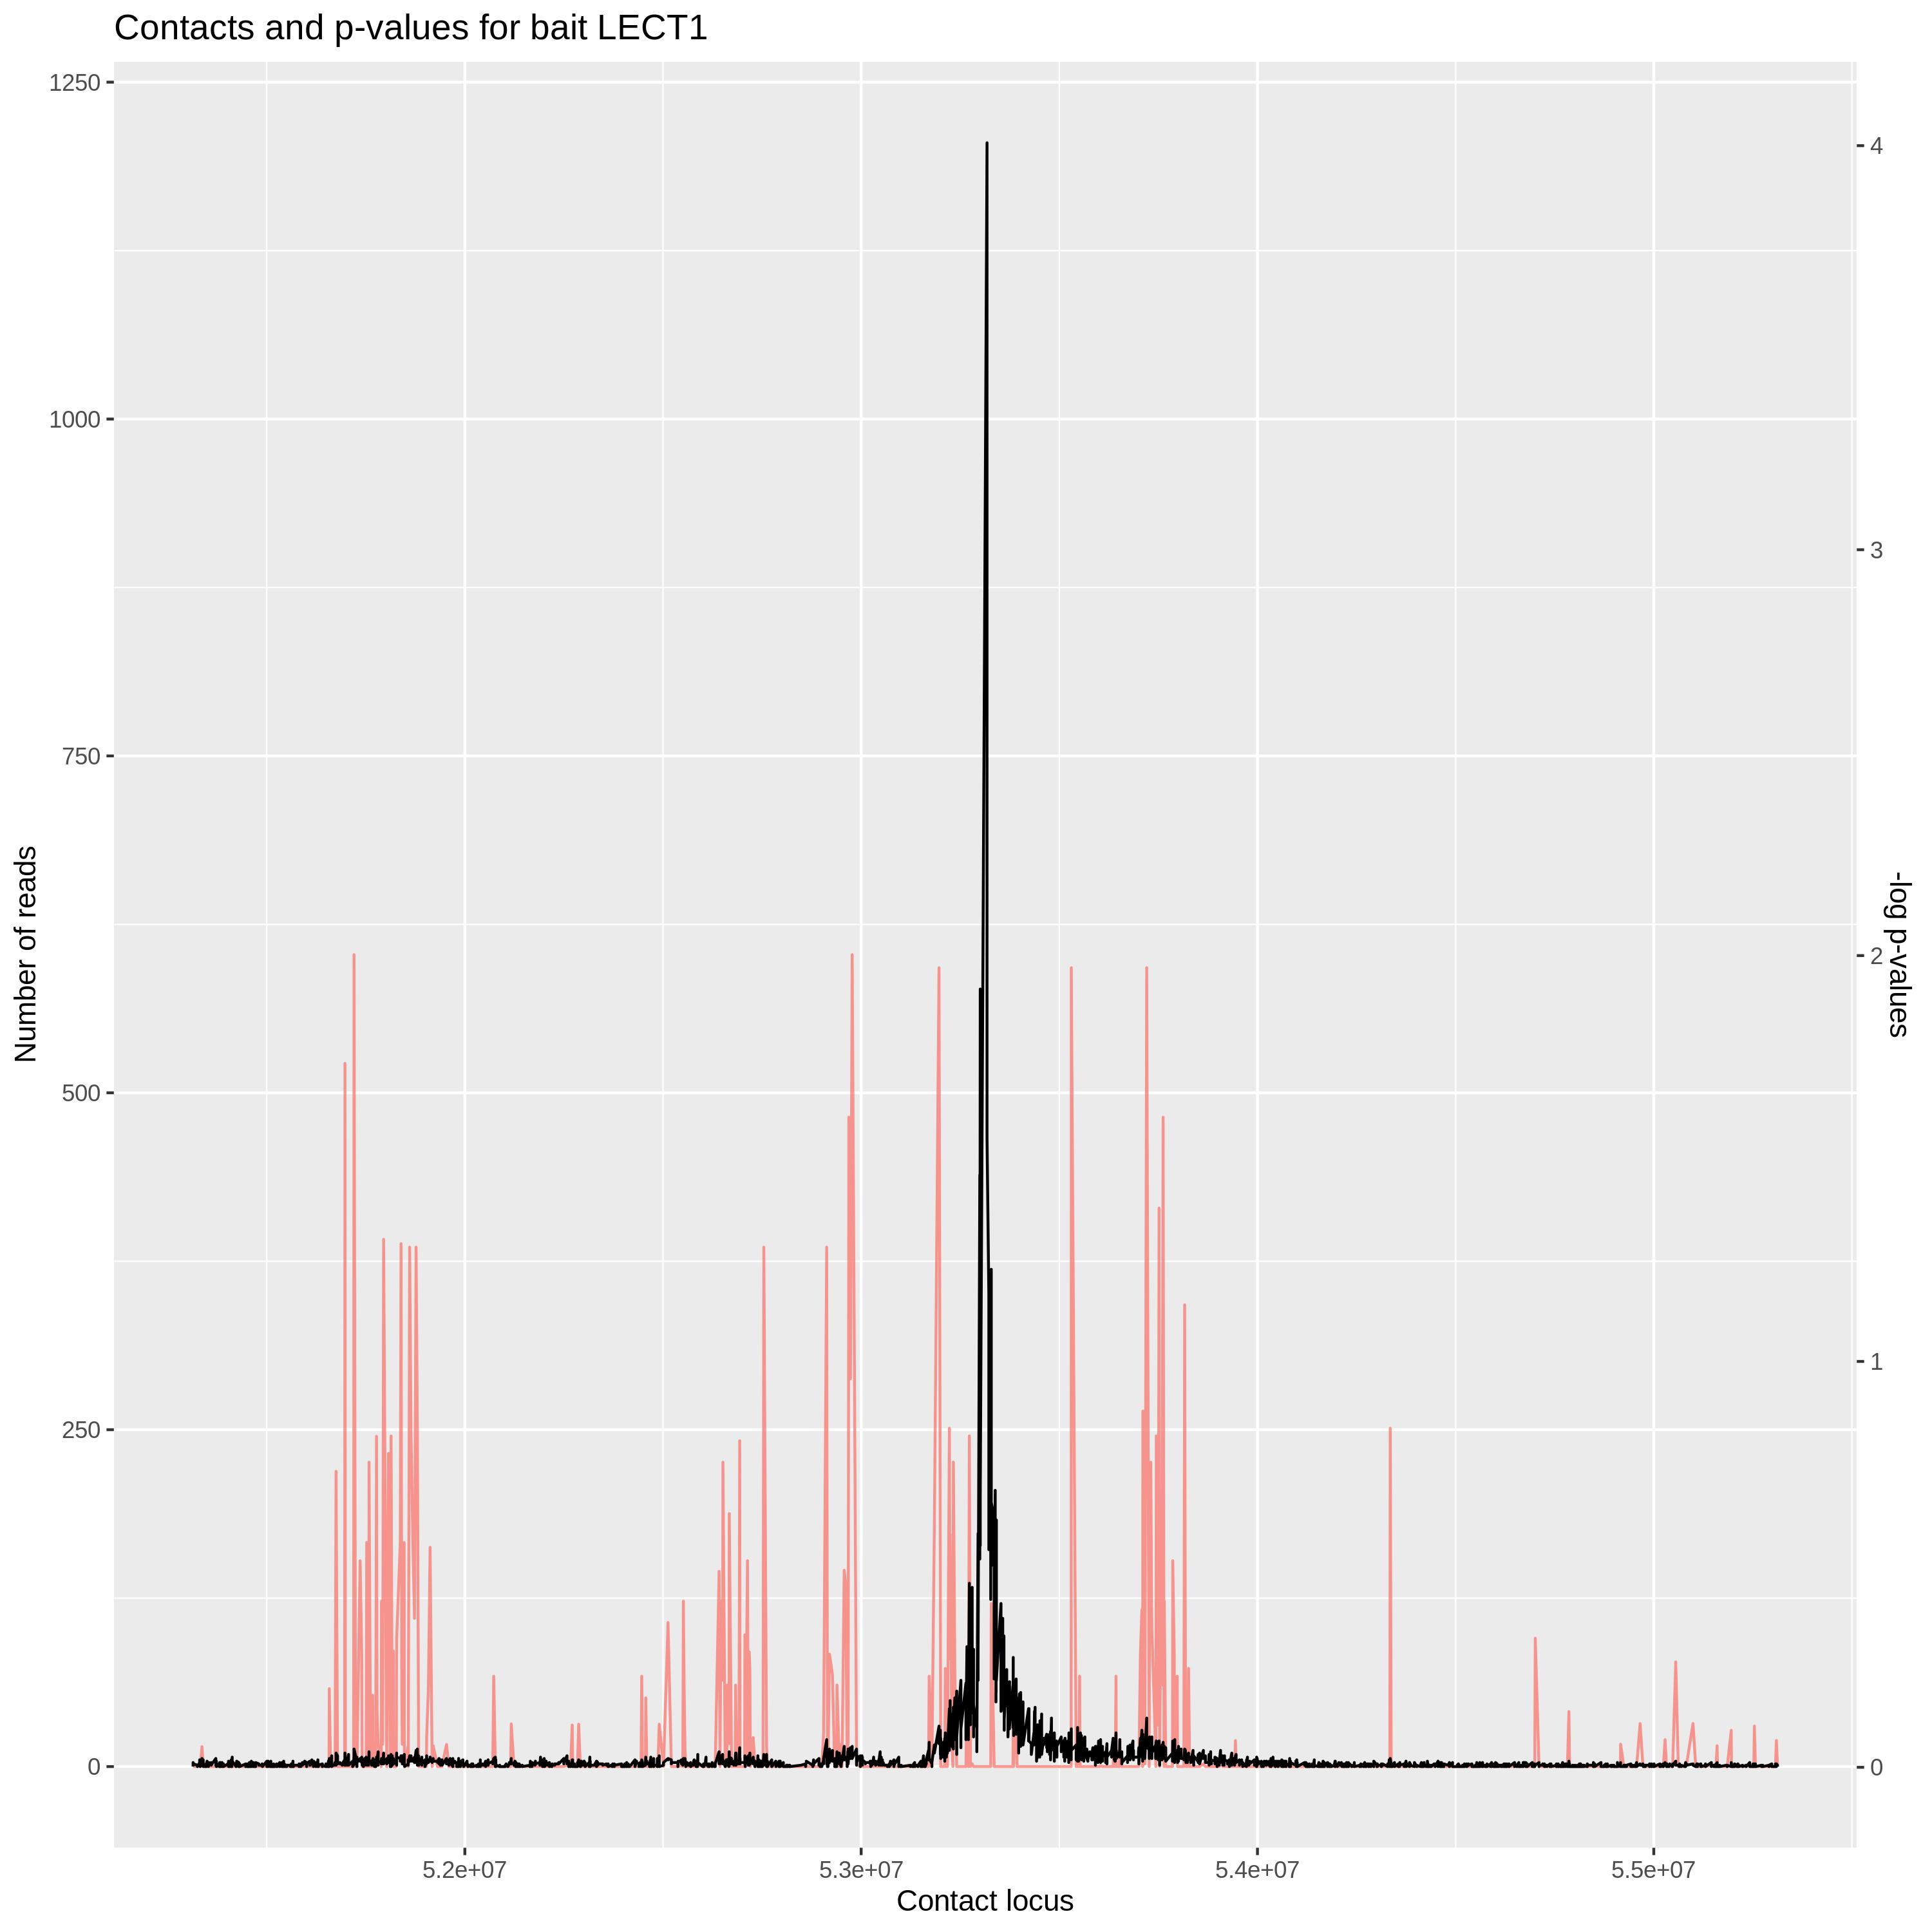 Contacts and p-values for bait LECT1
1250
1000
750
500
250
0
Number of reads
4
3
2
1
0
-log p-values
5.2e+07 5.3e+07 5.4e+07 5.5e+07
Contact locus